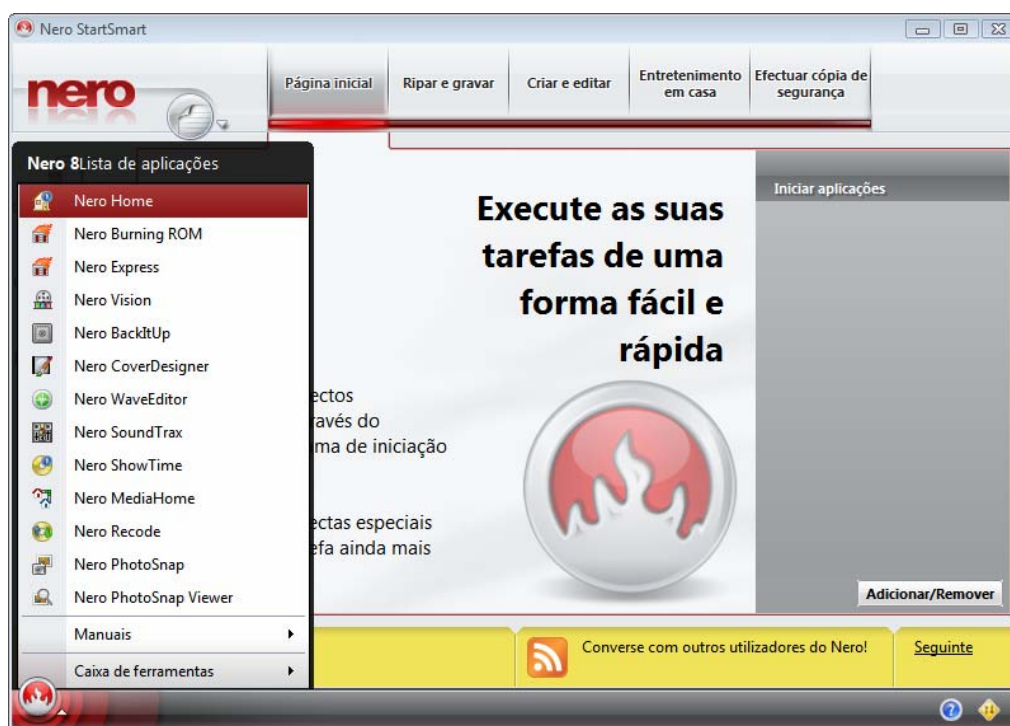 Nero StartSmart
nero
Página inicial
Ripar e gravar
Criar e editar
Entretenimento
em casa
Efectuar cópia de
segurança
Nero 8Lista de aplicações
Nero Home
Nero Burning ROM
Nero Express
Nero Vision
Nero BackItUp
Nero CoverDesigner
Nero WaveEditor
Nero SoundTrax
Nero ShowTime
Nero MediaHome
Nero Recode
Nero PhotoSnap
Nero PhotoSnap Viewer
Manuais
Caixa de ferramentas
Execute as suas
tarefas de uma
forma fácil e
rápida
ectos
ravés do
ma de iniciação
ectas especiais
efa ainda mais
Iniciar aplicações
Adicionar/Remover
Converse com outros utilizadores do Nero!
Seguinte